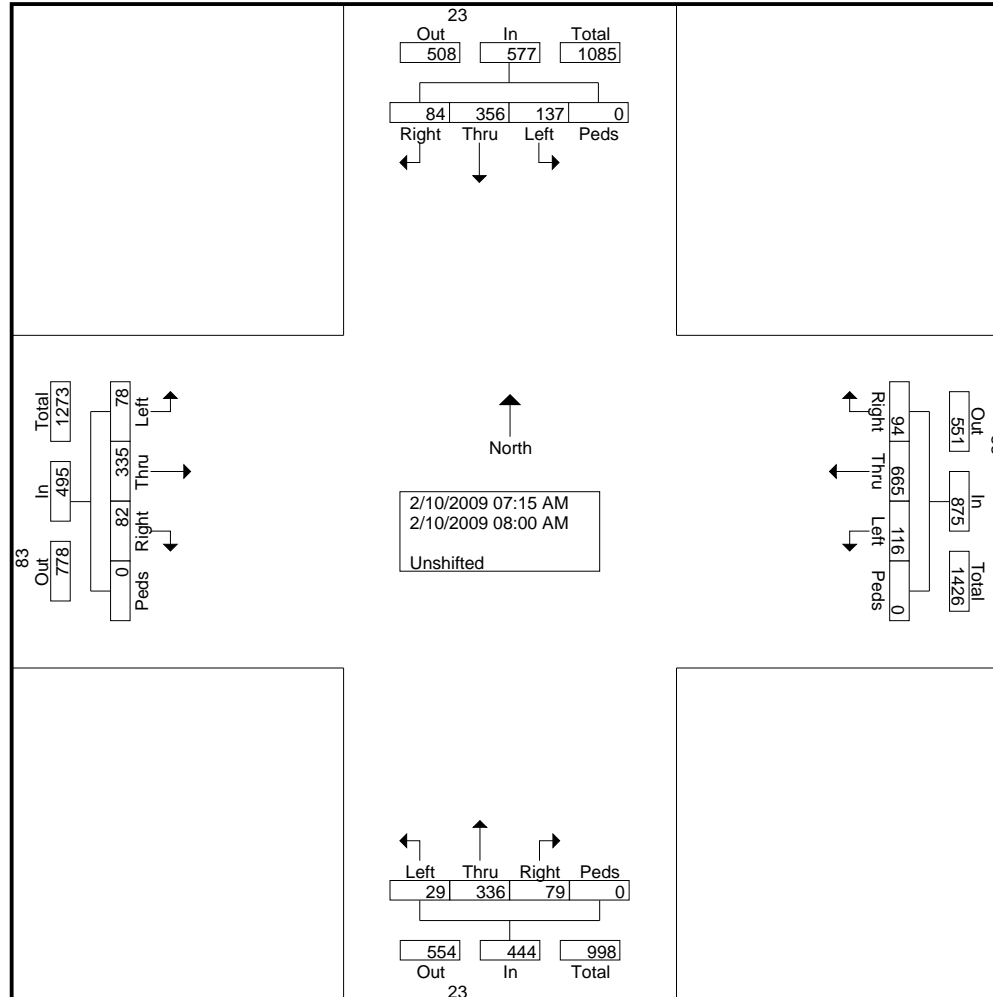 23
Out In Total
508 577 1085
84 356 137 0
Right Thru Left Peds
Total 1273
In 495
Out 778
83
Left 78
Thru 335
Right 82
Peds 0
North
2/10/2009 07:15 AM
2/10/2009 08:00 AM
Unshifted
Right 94
Thru 665
Left 116
Peds 0
Out 551
In 875
Total 1426
Left Thru Right Peds
29 336 79 0
554 444 998
Out In Total
23